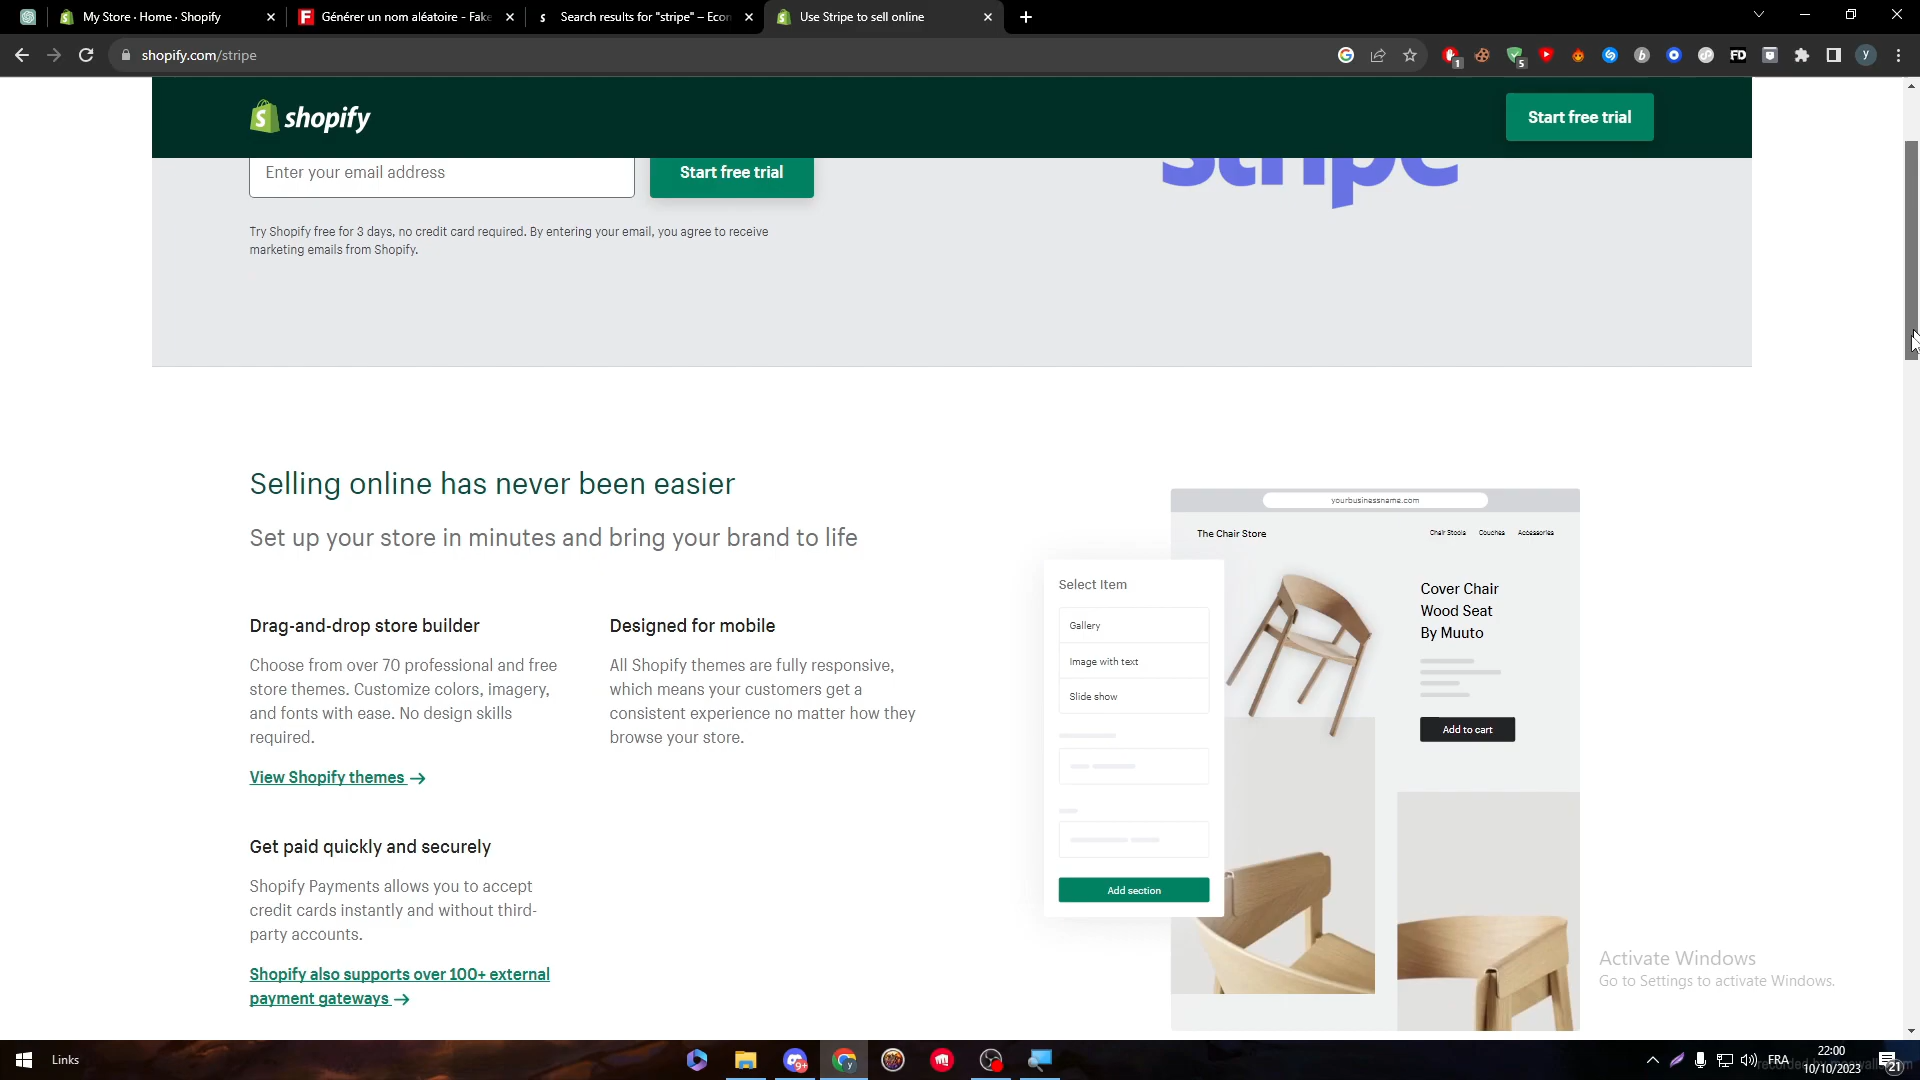 My Store · Home · Shopify
Générer un nom aléatoire - Fake
Search results for "stripe" – Econ
Use Stripe to sell online
shopify.com/stripe
1
5
b
FD
y
shopify
Start free trial
Enter your email address
Start free trial
stripe
Try Shopify free for 3 days, no credit card required. By entering your email, you agree to receive
marketing emails from Shopify.
Selling online has never been easier
Set up your store in minutes and bring your brand to life
Drag-and-drop store builder
Choose from over 70 professional and free
store themes. Customize colors, imagery,
and fonts with ease. No design skills
required.
View Shopify themes →
Designed for mobile
All Shopify themes are fully responsive,
which means your customers get a
consistent experience no matter how they
browse your store.
Get paid quickly and securely
Shopify Payments allows you to accept
credit cards instantly and without third-
party accounts.
Shopify also supports over 100+ external
payment gateways →
yourbusinessname.com
The Chair Store
Chair Stools
Couches
Accessories
Select Item
Gallery
Image with text
Slide show
Add section
Cover Chair
Wood Seat
By Muuto
Add to cart
Activate Windows
Go to Settings to activate Windows.
Links
9+
y
FRA
22:00
10/10/2023
21